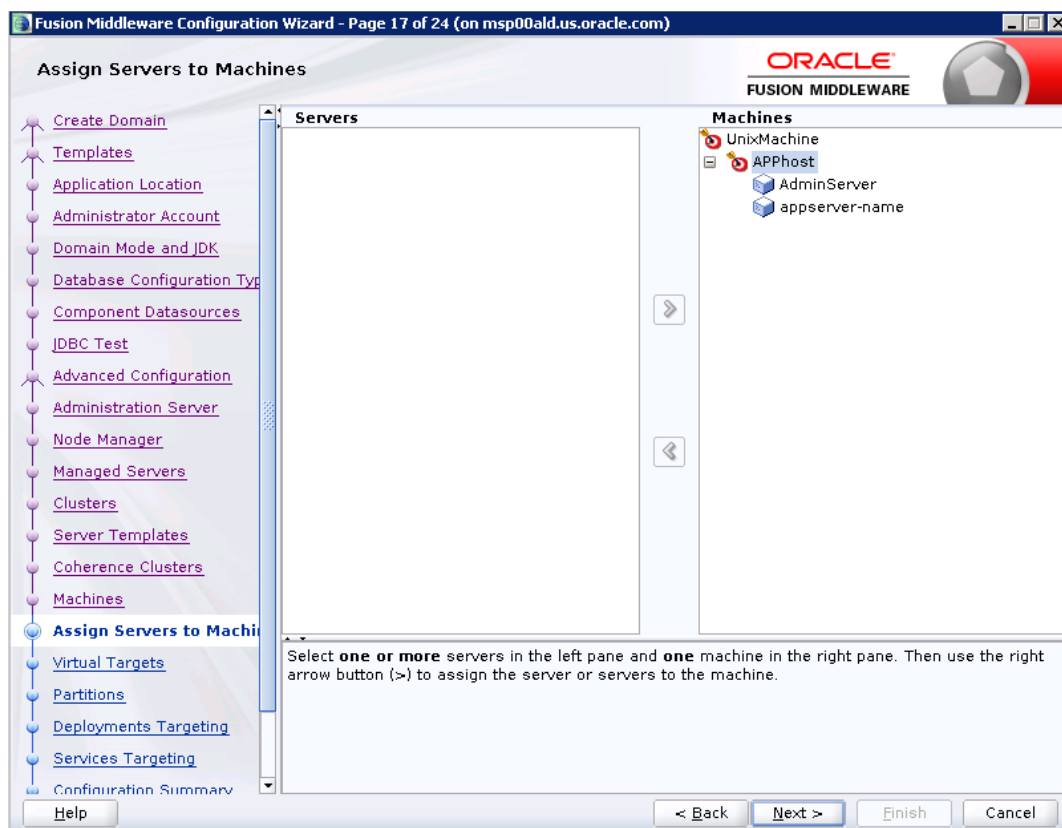 Fusion Middleware Configuration Wizard - Page 17 of 24 (on msp00ald.us.oracle.com)
Assign Servers to Machines
ORACLE
FUSION MIDDLEWARE
Create Domain
Templates
Application Location
Administrator Account
Domain Mode and JDK
Database Configuration Typ
Component Datasources
JDBC Test
Advanced Configuration
Administration Server
Node Manager
Managed Servers
Clusters
Server Templates
Coherence Clusters
Machines
Assign Servers to Machi
Virtual Targets
Partitions
Deployments Targeting
Services Targeting
Configuration Summary
Servers
Machines
UnixMachine
APPhost
AdminServer
appserver-name
Select one or more servers in the left pane and one machine in the right pane. Then use the right
arrow button (>) to assign the server or servers to the machine.
Help
< Back
Next >
Finish
Cancel